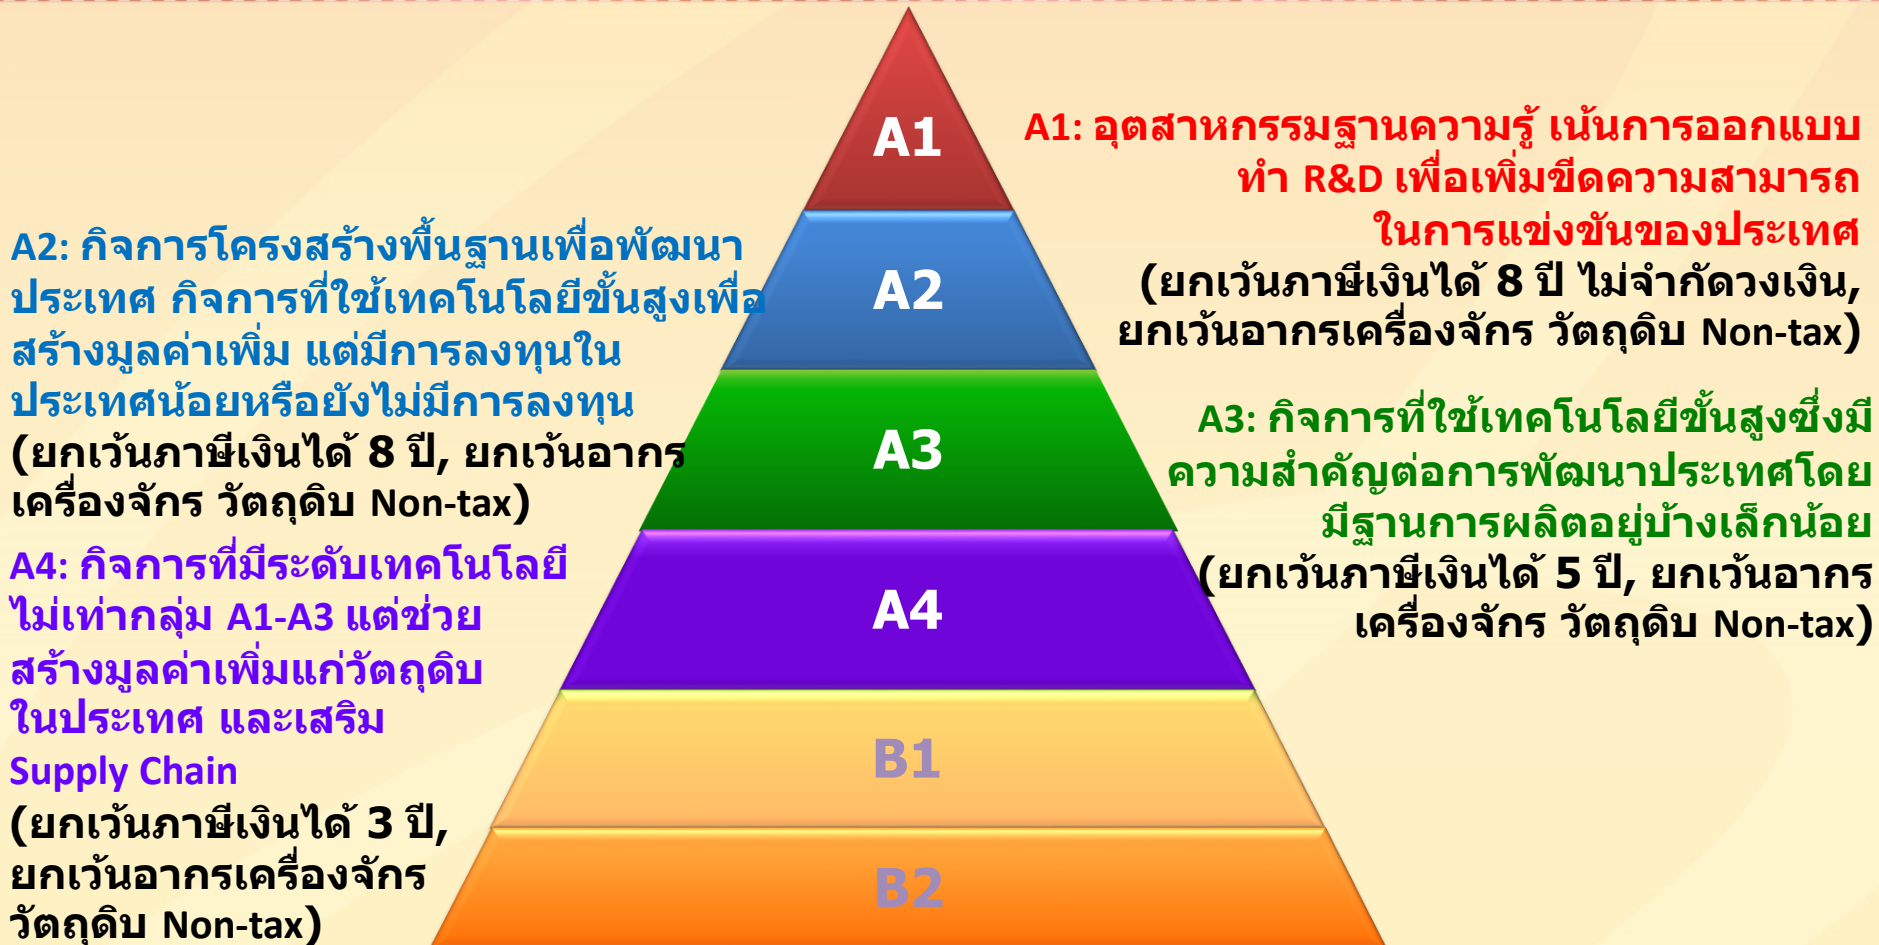 A1
A1: อุตสาหกรรมฐานความรู้ เน้นการออกแบบ
ทำ R&D เพื่อเพิ่มขีดความสามารถ
ในการแข่งขันของประเทศ
(ยกเว้นภาษีเงินได้ 8 ปี ไม่จำกัดวงเงิน,
ยกเว้นอากรเครื่องจักร วัตถุดิบ Non-tax)
A2
A2: กิจการโครงสร้างพื้นฐานเพื่อพัฒนา
ประเทศ กิจการที่ใช้เทคโนโลยีขั้นสูงเพื่อ
สร้างมูลค่าเพิ่ม แต่มีการลงทุนใน
ประเทศน้อยหรือยังไม่มีการลงทุน
(ยกเว้นภาษีเงินได้ 8 ปี, ยกเว้นอากร
เครื่องจักร วัตถุดิบ Non-tax)
A3
A3: กิจการที่ใช้เทคโนโลยีขั้นสูงซึ่งมี
ความสำคัญต่อการพัฒนาประเทศโดย
มีฐานการผลิตอยู่บ้างเล็กน้อย
(ยกเว้นภาษีเงินได้ 5 ปี, ยกเว้นอากร
เครื่องจักร วัตถุดิบ Non-tax)
A4
A4: กิจการที่มีระดับเทคโนโลยี
ไม่เท่ากลุ่ม A1-A3 แต่ช่วย
สร้างมูลค่าเพิ่มแก่วัตถุดิบ
ในประเทศ และเสริม
Supply Chain
(ยกเว้นภาษีเงินได้ 3 ปี,
ยกเว้นอากรเครื่องจักร
วัตถุดิบ Non-tax)
B1
B2